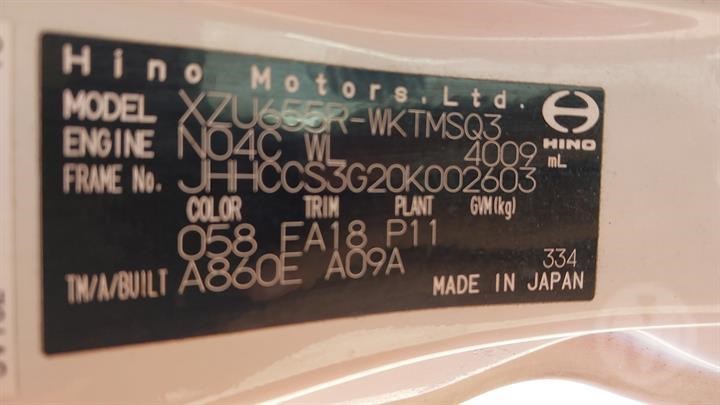 Hino Motors, Ltd.
MODEL XZU655R-WKTMSQ3
ENGINE N04C WL 4009 mL
HINO
FRAME No. JHHCCS3G20K002603
COLOR TRIM PLANT GVM(kg)
058 FA18 P11
TM/A/BUILT A860E A09A
334
MADE IN JAPAN